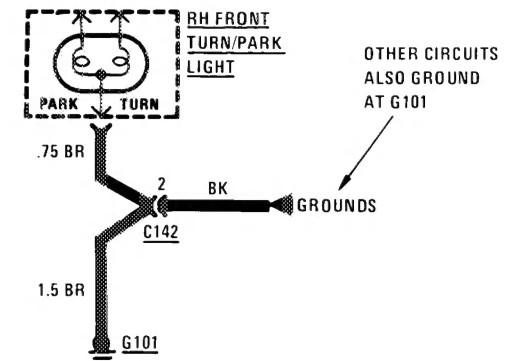 RH FRONT
TURN/PARK
LIGHT
OTHER CIRCUITS
ALSO GROUND
AT G101
PARK TURN
.75 BR
2
BK
GROUNDS
C142
1.5 BR
G101